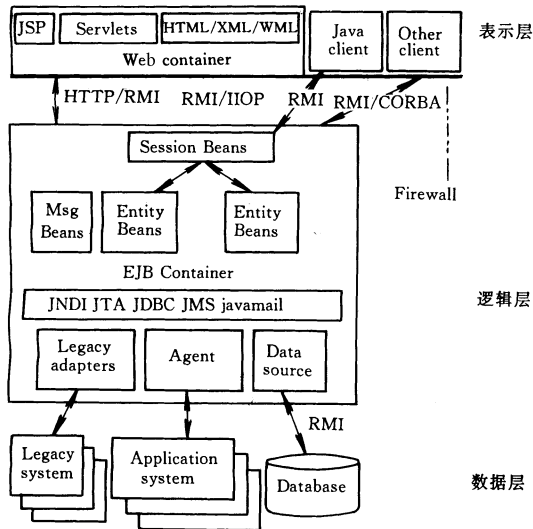 JSP
Servlets
HTML/XML/WML
Web container
Java
client
Other
client
表示层
HTTP/RMI
RMI/IIOP
RMI
RMI/CORBA
Firewall
Session Beans
Msg
Beans
Entity
Beans
Entity
Beans
EJB Container
JNDI JTA JDBC JMS javamail
逻辑层
Legacy
adapters
Agent
Data
source
RMI
Legacy
system
Application
system
Database
数据层